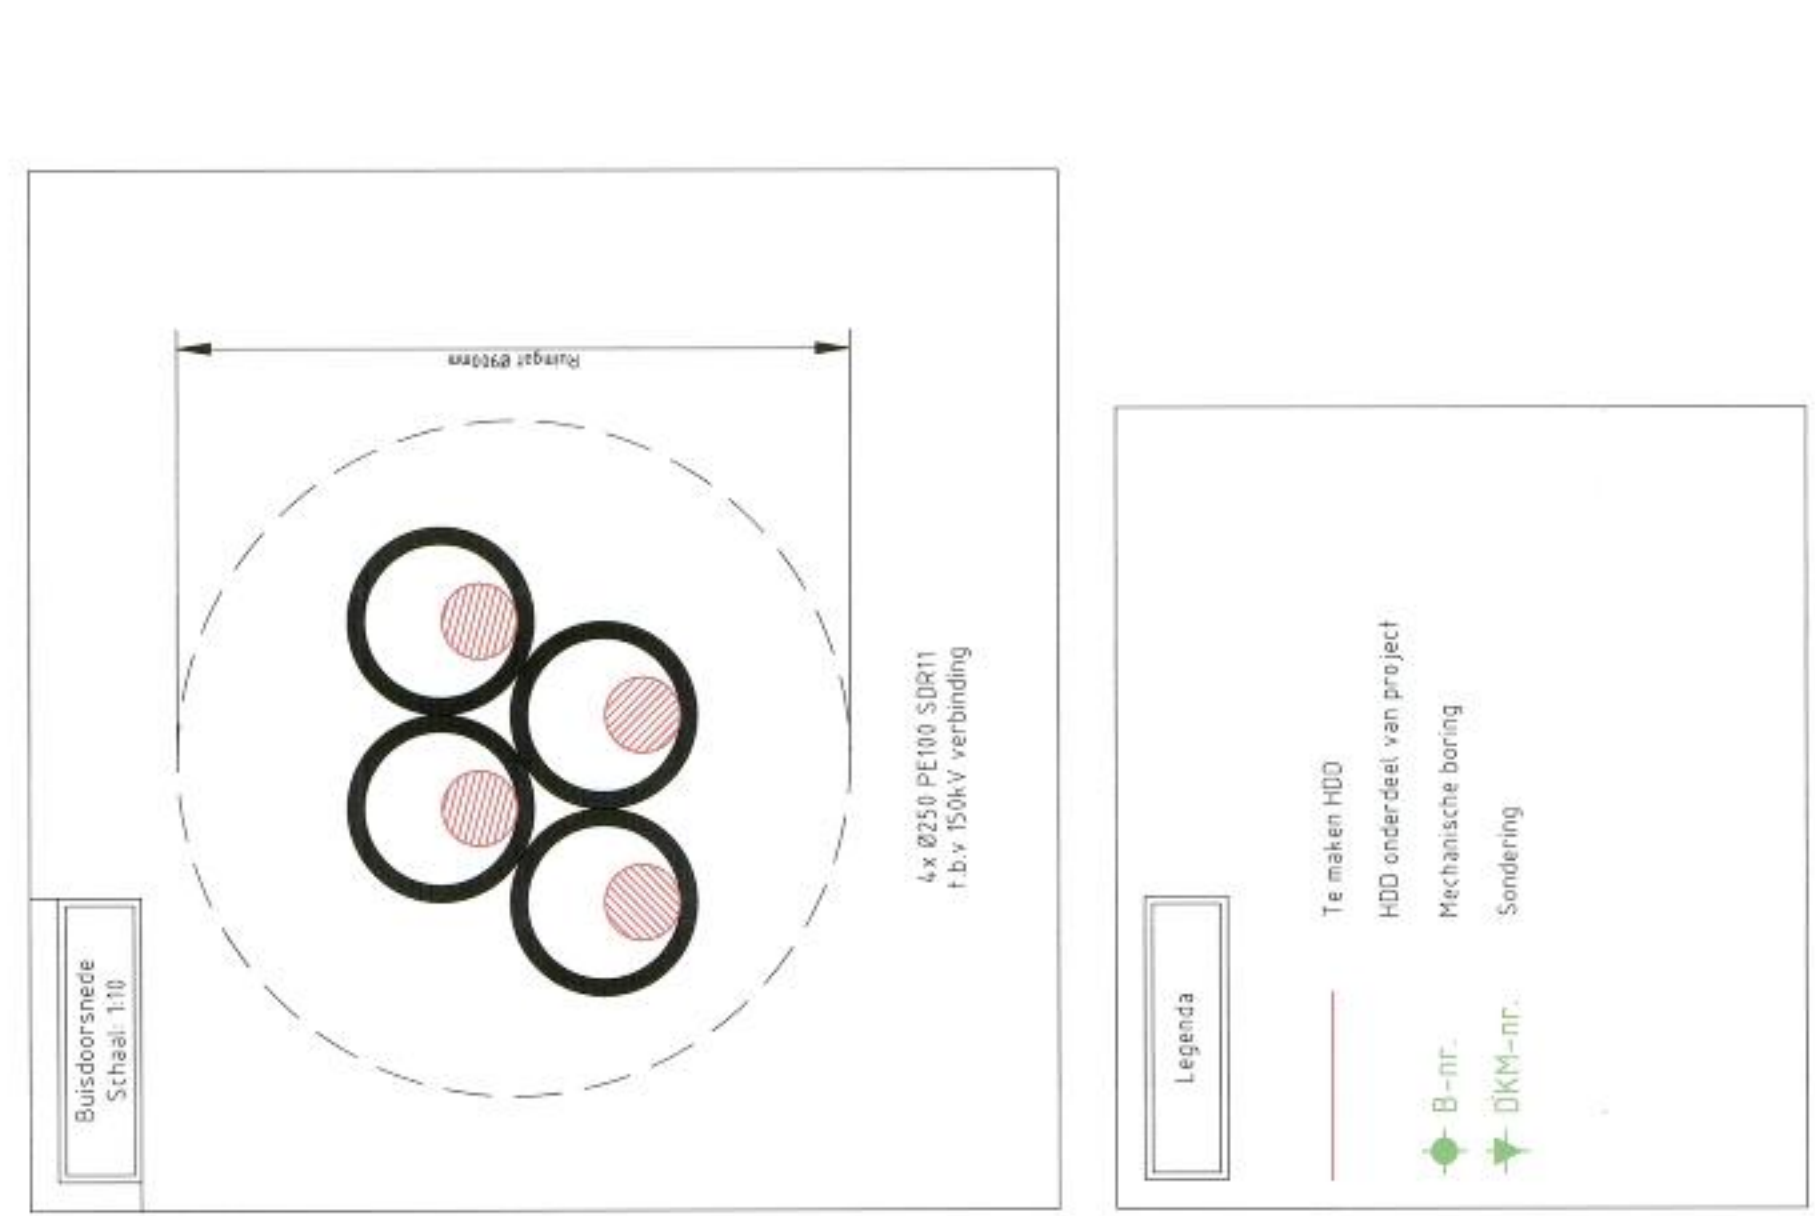 Buisdoorsnede
Schaal: 1:10
Ruimgat Ø900mm
4x Ø250 PE100 SDR11
t.b.v 150kV verbinding
Legenda
Te maken HDD
HDD onderdeel van project
B-nr. Mechanische boring
DKM-nr. Sondering